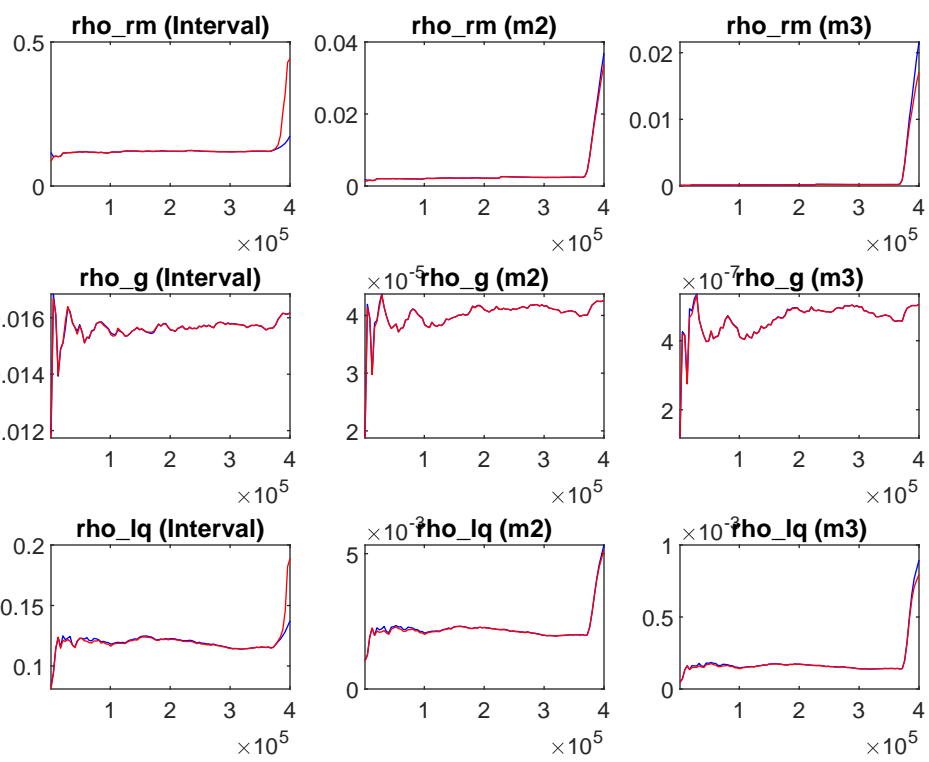 rho_rm (Interval) rho_rm (m2) rho_rm (m3)
0.5 0.04 0.02
0.02 0.01
0 0 0
1 2 3 4 1 2 3 4 1 2 3 4
×10^5 ×10^5 ×10^5
rho_g (Interval) ×10^-5 rho_g (m2) ×10^-7 rho_g (m3)
.016 4 4
.014 3
.012 2 2
1 2 3 4 1 2 3 4 1 2 3 4
×10^5 ×10^5 ×10^5
rho_lq (Interval) ×10^-3 rho_lq (m2) ×10^-3 rho_lq (m3)
0.2 5 1
0.15 0.5
0.1 0 0
1 2 3 4 1 2 3 4 1 2 3 4
×10^5 ×10^5 ×10^5